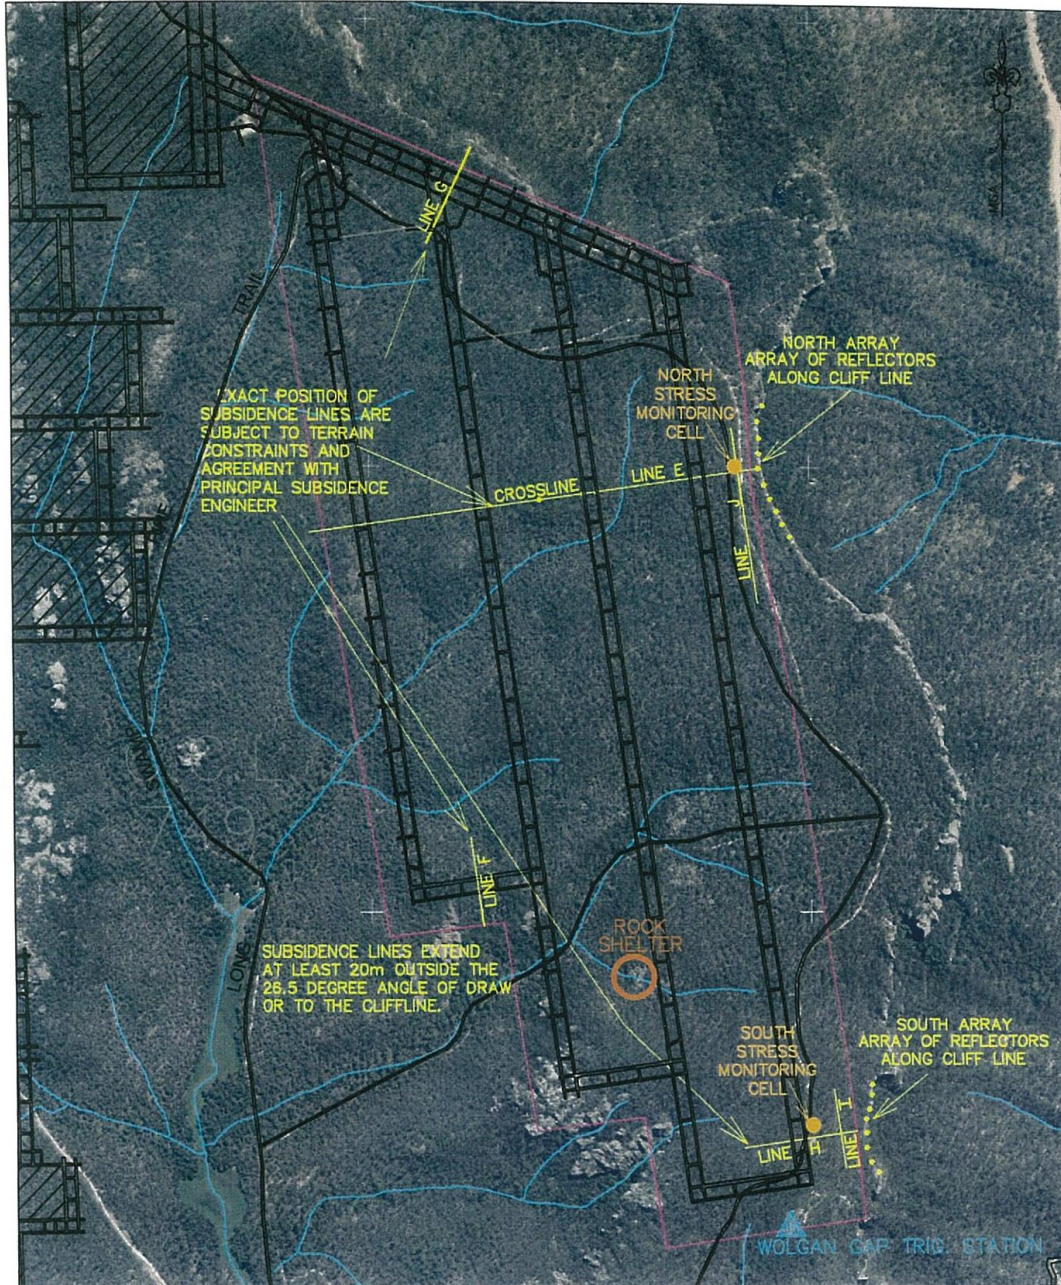 MGA
LINE G
TRAIL
NORTH ARRAY
ARRAY OF REFLECTORS
ALONG CLIFF LINE
NORTH
STRESS
MONITORING
CELL
EXACT POSITION OF
SUBSIDENCE LINES ARE
SUBJECT TO TERRAIN
CONSTRAINTS AND
AGREEMENT WITH
PRINCIPAL SUBSIDENCE
ENGINEER
CROSSLINE
LINE E
LINE J
SWAMP
LINE F
ROCK
SHELTER
SUBSIDENCE LINES EXTEND
AT LEAST 20m OUTSIDE THE
26.5 DEGREE ANGLE OF DRAW
OR TO THE CLIFFLINE.
LONG
SOUTH
STRESS
MONITORING
CELL
SOUTH ARRAY
ARRAY OF REFLECTORS
ALONG CLIFF LINE
LINE H
LINE I
WOLGAN GAP TRIG. STATION